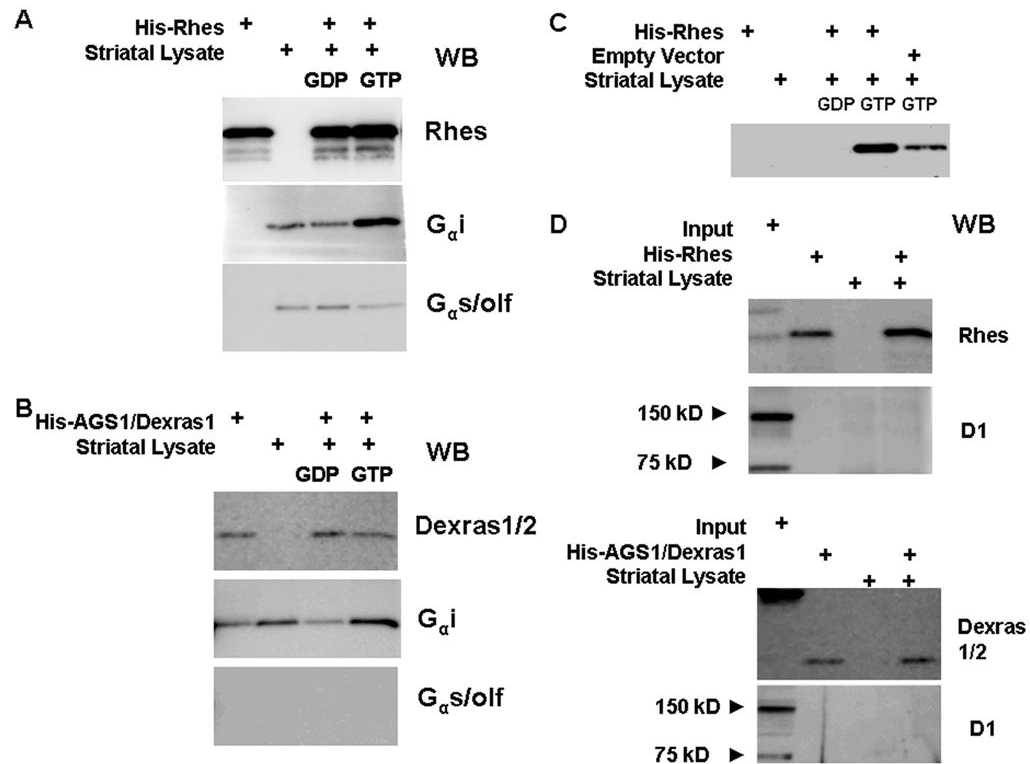 A
His-Rhes + + +
Striatal Lysate + + + WB
GDP GTP
Rhes
Gαi
Gαs/olf
B
His-AGS1/Dexras1 + + +
Striatal Lysate + + + WB
GDP GTP
Dexras1/2
Gαi
Gαs/olf
C
His-Rhes + + +
Empty Vector +
Striatal Lysate + + + +
GDP GTP GTP
D
Input + WB
His-Rhes + +
Striatal Lysate + +
Rhes
150 kD ►
D1
75 kD ►
Input +
His-AGS1/Dexras1 + +
Striatal Lysate + +
Dexras
1/2
150 kD ►
D1
75 kD ►